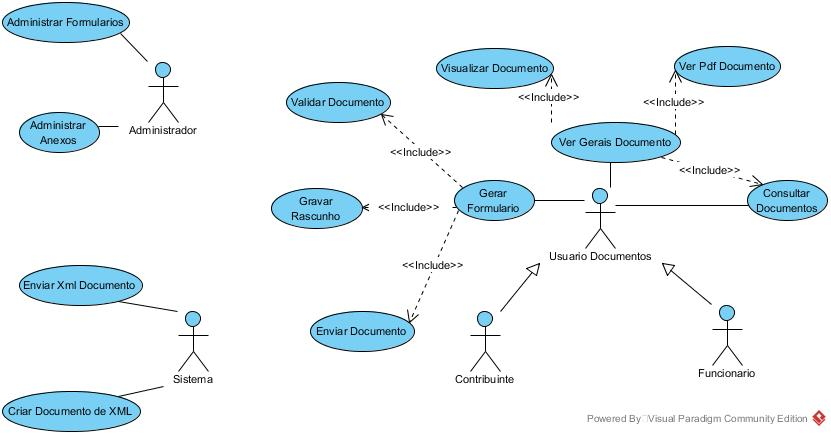 Administrar Formularios
Administrador
Administrar
Anexos
Visualizar Documento
Ver Pdf Documento
<<Include>>
<<Include>>
Validar Documento
Ver Gerais Documento
<<Include>>
<<Include>>
Gerar
Formulario
Consultar
Documentos
Gravar
Rascunho
<<Include>>
Usuario Documentos
<<Include>>
Enviar Documento
Enviar Xml Documento
Sistema
Criar Documento de XML
Contribuinte
Funcionario
Powered By Visual Paradigm Community Edition